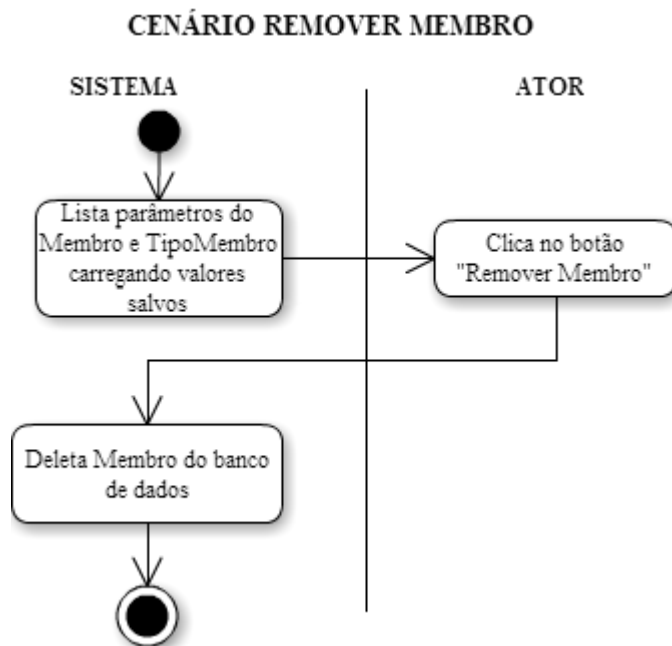 CENÁRIO REMOVER MEMBRO
SISTEMA
ATOR
Lista parâmetros do
Membro e TipoMembro
carregando valores
salvos
Clica no botão
"Remover Membro"
Deleta Membro do banco
de dados